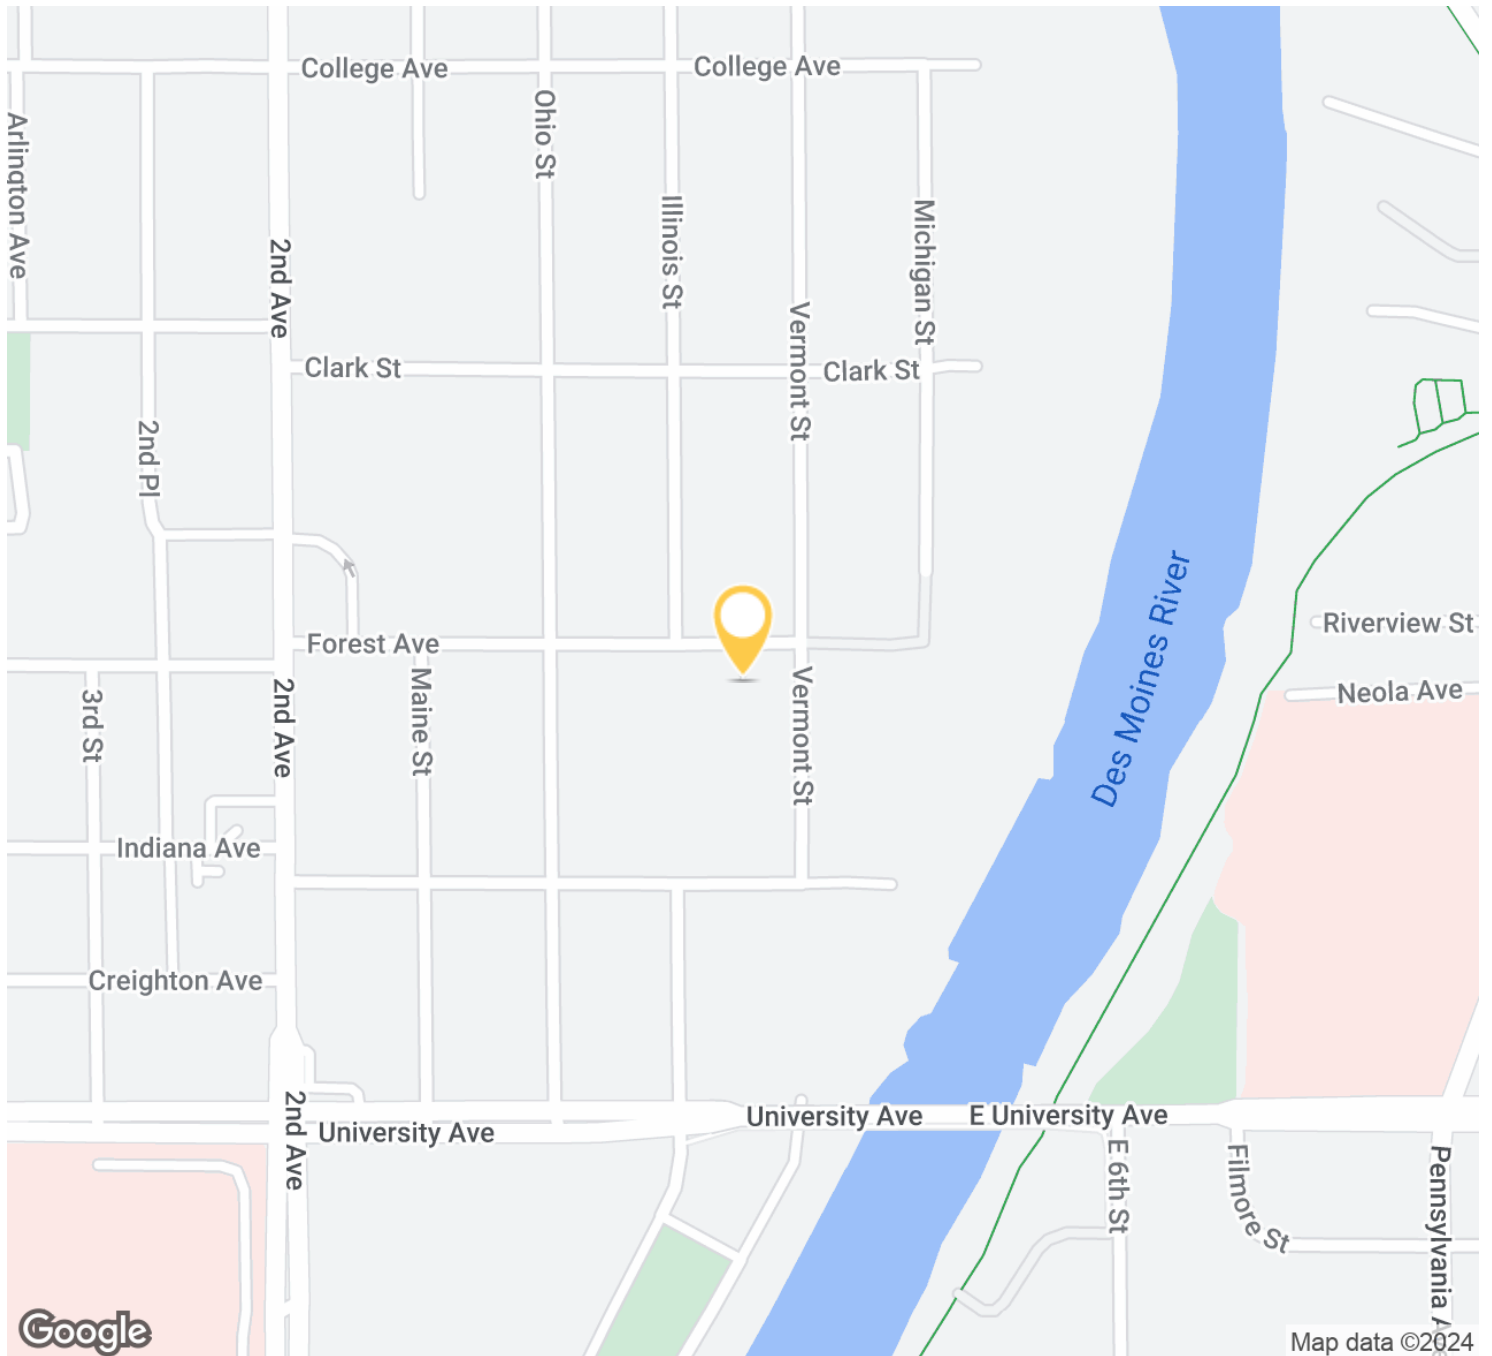 College Ave
College Ave
Ohio St
Arlington Ave
Illinois St
Michigan St
2nd Ave
Vermont St
Clark St
Clark St
2nd Pl
Des Moines River
Riverview St
Forest Ave
Maine St
Vermont St
2nd Ave
3rd St
Neola Ave
Indiana Ave
Creighton Ave
2nd Ave
University Ave
University Ave
E University Ave
E 6th St
Filmore St
Pennsylvania A
Google
Map data ©2024